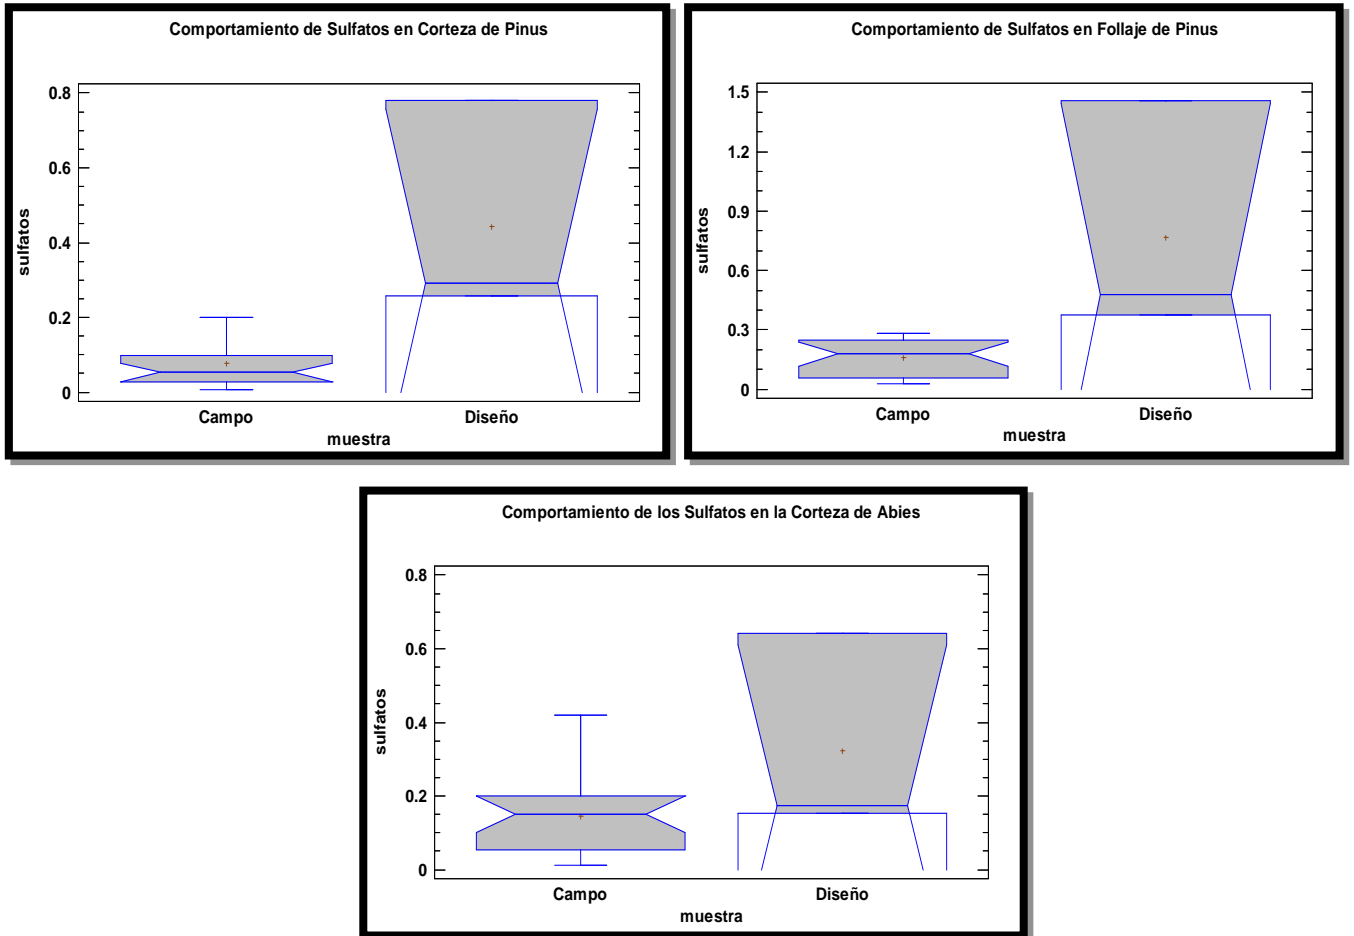 Comportamiento de Sulfatos en Corteza de Pinus
0.8
0.6
0.4
0.2
0
sulfatos
Campo
Diseño
muestra
Comportamiento de Sulfatos en Follaje de Pinus
1.5
1.2
0.9
0.6
0.3
0
sulfatos
Campo
Diseño
muestra
Comportamiento de los Sulfatos en la Corteza de Abies
0.8
0.6
0.4
0.2
0
sulfatos
Campo
Diseño
muestra